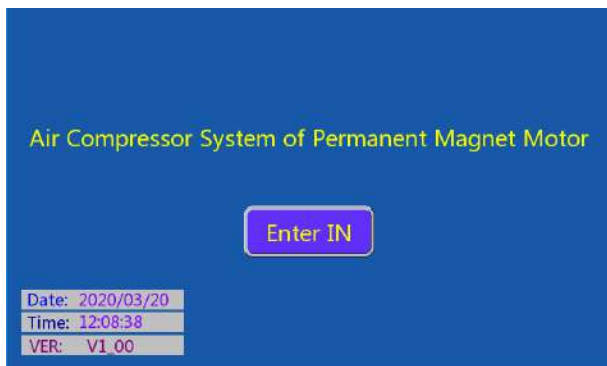 Air Compressor System of Permanent Magnet Motor
Enter IN
Date: 2020/03/20
Time: 12:08:38
VER: V1_00